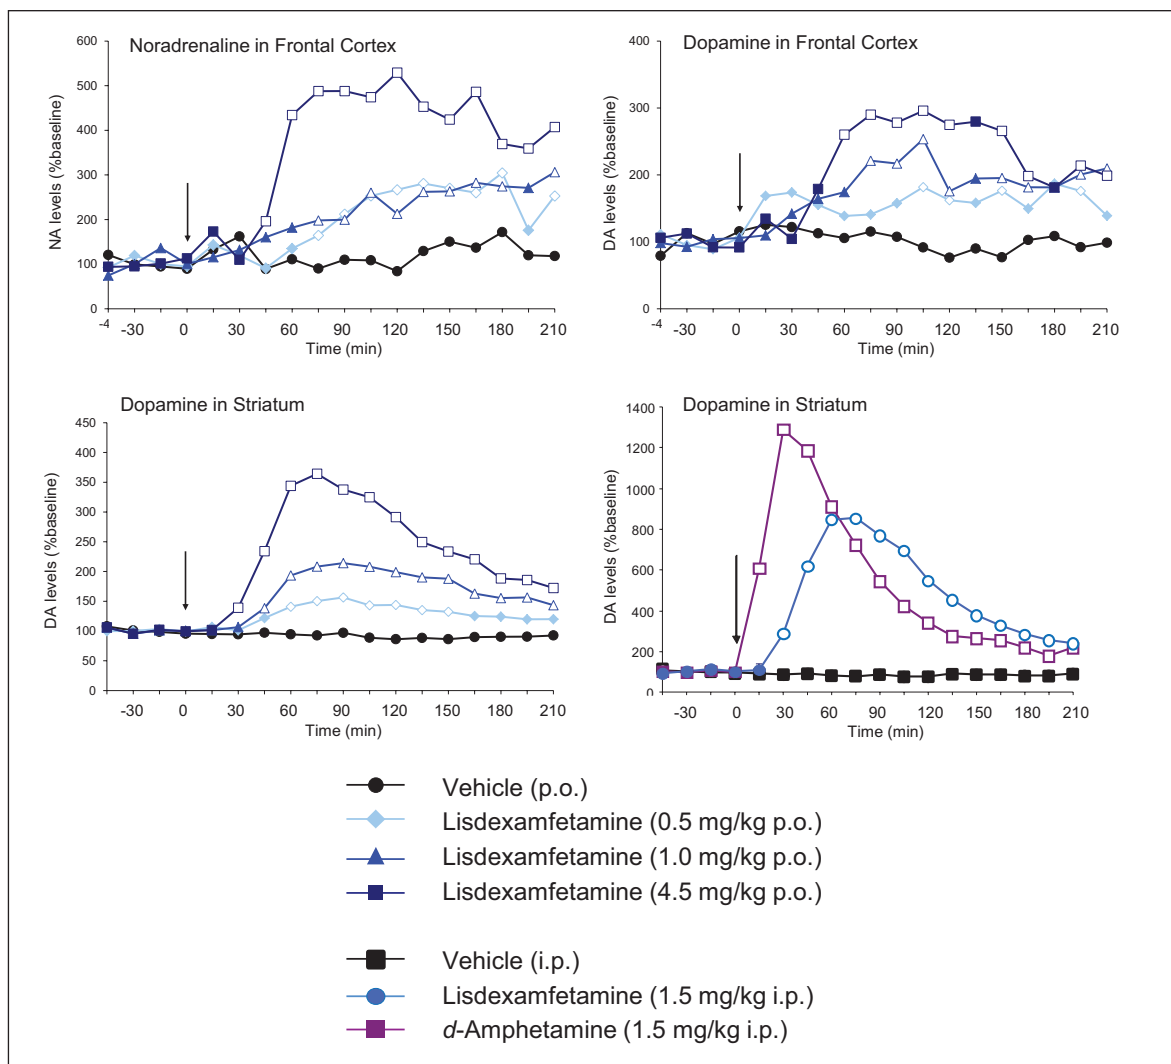 Noradrenaline in Frontal Cortex
NA levels (%baseline)
600
500
400
300
200
100
0
-4 -30 0 30 60 90 120 150 180 210
Time (min)
Dopamine in Frontal Cortex
DA levels (%baseline)
400
300
200
100
0
-4 -30 0 30 60 90 120 150 180 210
Time (min)
Dopamine in Striatum
DA levels (%baseline)
450
400
350
300
250
200
150
100
50
0
-30 0 30 60 90 120 150 180 210
Time (min)
Dopamine in Striatum
DA levels (%baseline)
1400
1200
1000
800
600
400
200
0
-30 0 30 60 90 120 150 180 210
Time (min)
Vehicle (p.o.)
Lisdexamfetamine (0.5 mg/kg p.o.)
Lisdexamfetamine (1.0 mg/kg p.o.)
Lisdexamfetamine (4.5 mg/kg p.o.)
Vehicle (i.p.)
Lisdexamfetamine (1.5 mg/kg i.p.)
d-Amphetamine (1.5 mg/kg i.p.)